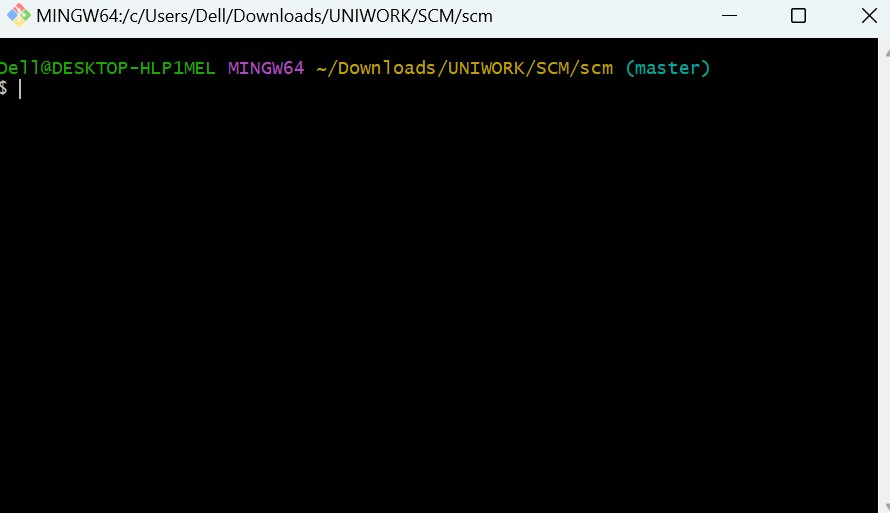 MINGW64:/c/Users/Dell/Downloads/UNIWORK/SCM/scm
Dell@DESKTOP-HLP1MEL MINGW64 ~/Downloads/UNIWORK/SCM/scm (master)
$